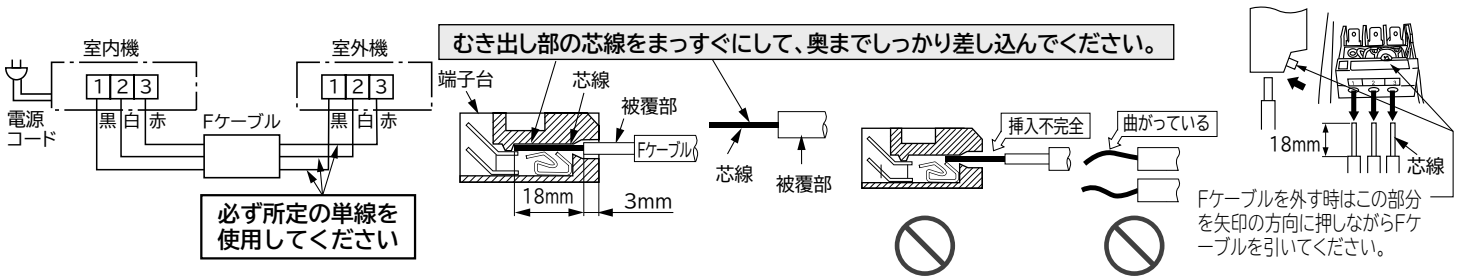 室内機
室外機
1 2 3
1 2 3
電源
コード
黒 白 赤
Fケーブル
黒 白 赤
必ず所定の単線を
使用してください
むき出し部の芯線をまっすぐにして、奥までしっかり差し込んでください。
端子台
芯線
被覆部
Fケーブル
18mm
3mm
芯線
被覆部
挿入不完全
曲がっている
1 2 3
18mm
芯線
Fケーブルを外す時はこの部分
を矢印の方向に押しながらFケ
ーブルを引いてください。